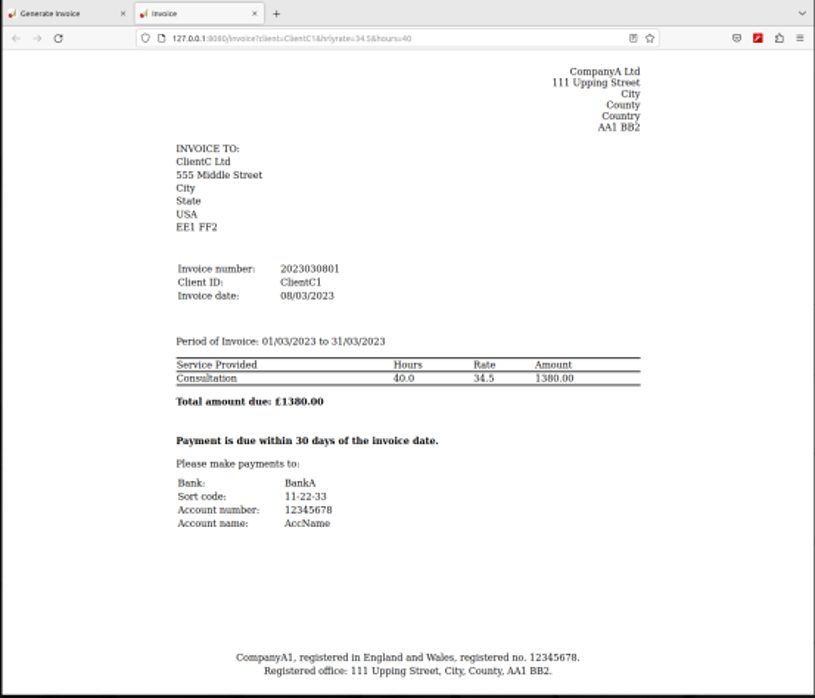 Generate Invoice
Invoice
127.0.0.1:8080/invoice?client=ClientC1&hrlyrate=34.5&hours=40
CompanyA Ltd
111 Upping Street
City
County
Country
AA1 BB2
INVOICE TO:
ClientC Ltd
555 Middle Street
City
State
USA
EE1 FF2
Invoice number: 2023030801
Client ID: ClientC1
Invoice date: 08/03/2023
Period of Invoice: 01/03/2023 to 31/03/2023
Service Provided Hours Rate Amount
Consultation 40.0 34.5 1380.00
Total amount due: £1380.00
Payment is due within 30 days of the invoice date.
Please make payments to:
Bank: BankA
Sort code: 11-22-33
Account number: 12345678
Account name: AccName
CompanyA1, registered in England and Wales, registered no. 12345678.
Registered office: 111 Upping Street, City, County, AA1 BB2.